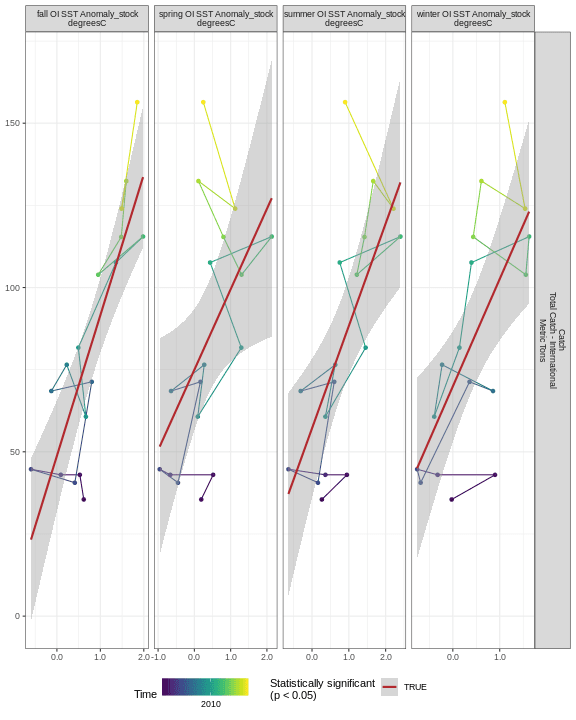 fall OI SST Anomaly_stock
degreesC
spring OI SST Anomaly_stock
degreesC
summer OI SST Anomaly_stock
degreesC
winter OI SST Anomaly_stock
degreesC
150
100
50
0
Catch
Total Catch - International
Metric Tons
0.0 1.0 2.0
-1.0 0.0 1.0 2.0
0.0 1.0 2.0
0.0 1.0
Time
2010
Statistically significant
(p < 0.05)
TRUE